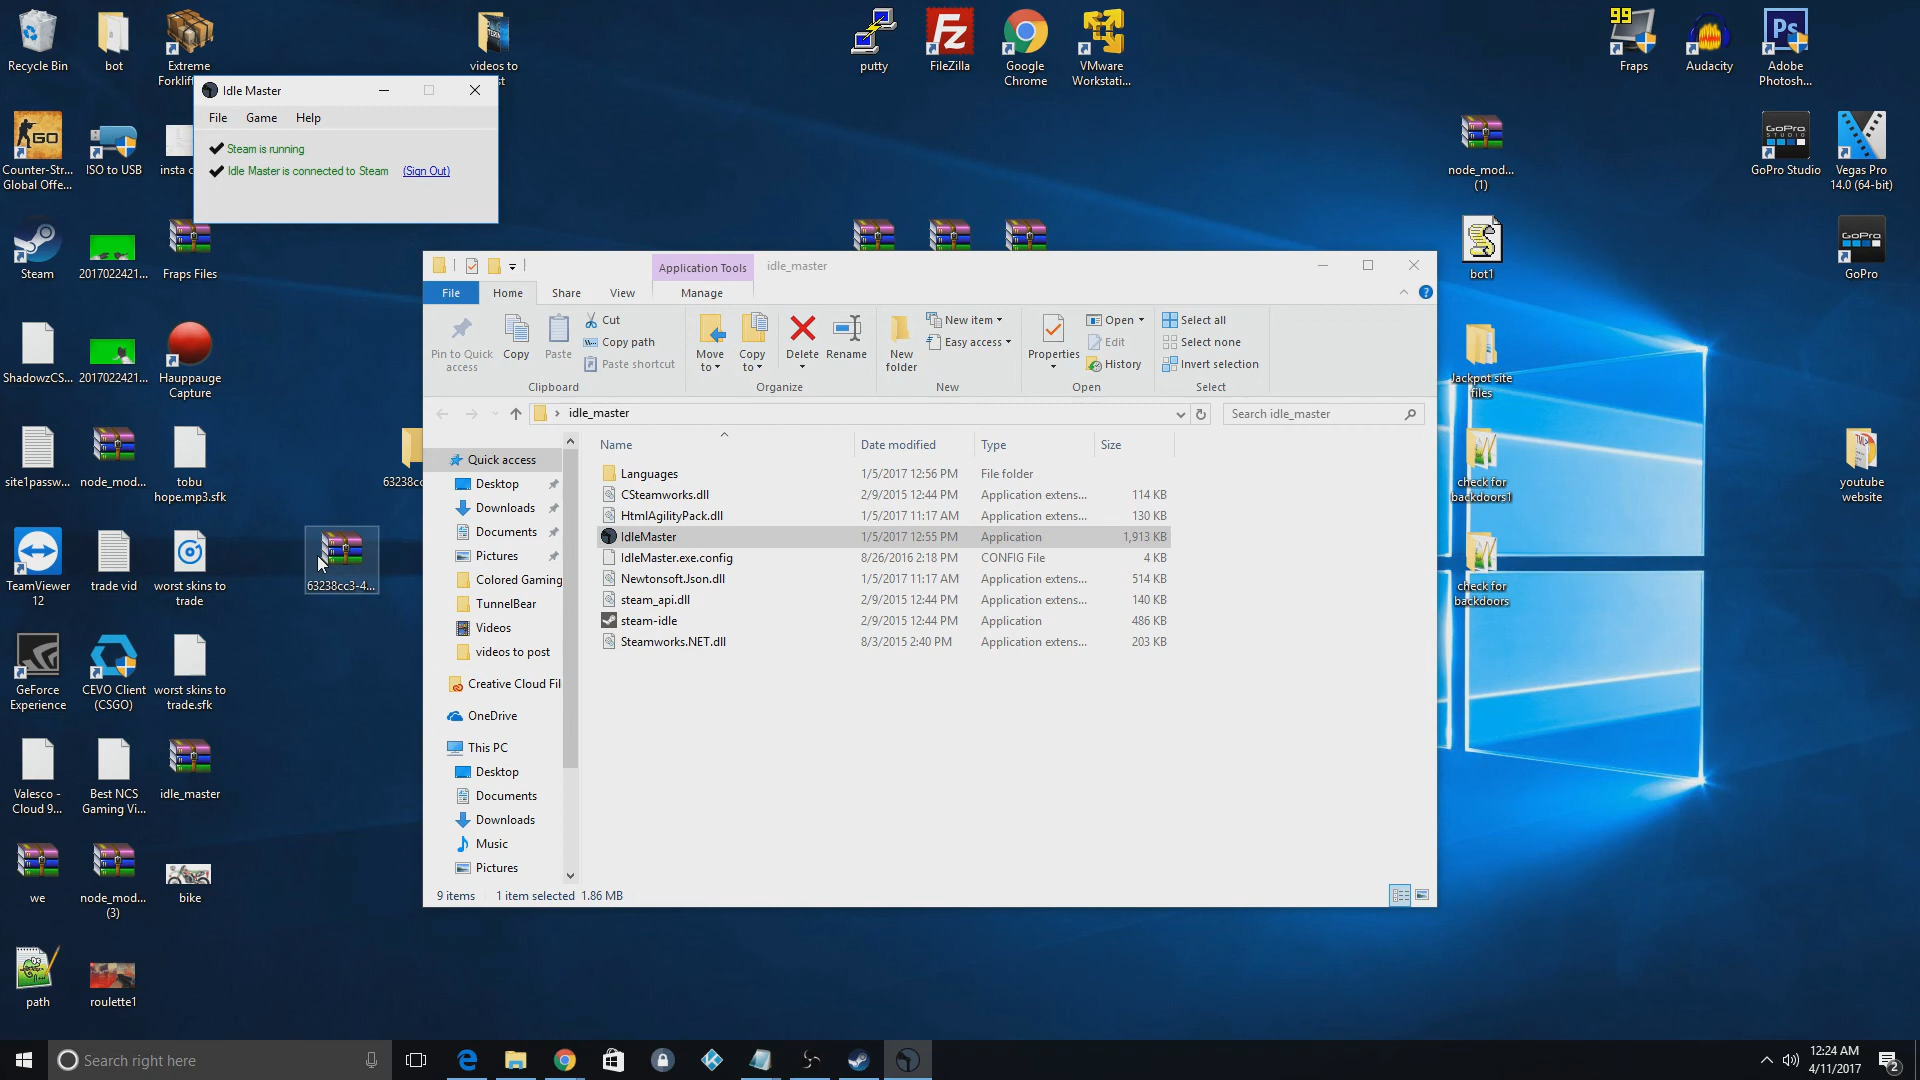 Recycle Bin
bot
Extreme
Forklif
videos to
st
putty
FileZilla
Google
Chrome
VMware
Workstati...
99
Fraps
Audacity
Ps
Adobe
Photosh...
Idle Master
File
Game
Help
Steam is running
Idle Master is connected to Steam
(Sign Out)
GO
Counter-Str...
Global Offe...
ISO to USB
insta c
node_mod...
(1)
GoPro
STUDIO
GoPro Studio
Vegas Pro
14.0 (64-bit)
Steam
2017022421...
Fraps Files
bot1
GoPro
GoPro
idle_master
Application Tools
File
Home
Share
View
Manage
Pin to Quick
access
Copy
Paste
Cut
Copy path
Paste shortcut
Clipboard
Move
to
Copy
to
Delete
Rename
Organize
New
folder
New item
Easy access
New
Properties
Open
Edit
History
Open
Select all
Select none
Invert selection
Select
idle_master
Search idle_master
Name
Date modified
Type
Size
Languages
1/5/2017 12:56 PM
File folder
CSteamworks.dll
2/9/2015 12:44 PM
Application extens...
114 KB
HtmlAgilityPack.dll
1/5/2017 11:17 AM
Application extens...
130 KB
IdleMaster
1/5/2017 12:55 PM
Application
1,913 KB
IdleMaster.exe.config
8/26/2016 2:18 PM
CONFIG File
4 KB
Newtonsoft.Json.dll
1/5/2017 11:17 AM
Application extens...
514 KB
steam_api.dll
2/9/2015 12:44 PM
Application extens...
140 KB
steam-idle
2/9/2015 12:44 PM
Application
486 KB
Steamworks.NET.dll
8/3/2015 2:40 PM
Application extens...
203 KB
Quick access
Desktop
Downloads
Documents
Pictures
Colored Gaming
TunnelBear
Videos
videos to post
Creative Cloud Fil
OneDrive
This PC
Desktop
Documents
Downloads
Music
Pictures
9 items
1 item selected 1.86 MB
ShadowzCS...
2017022421...
Hauppauge
Capture
Jackpot site
files
site1passw...
node_mod...
tobu
hope.mp3.sfk
63238cc
check for
backdoors1
youtube
website
TeamViewer
12
trade vid
worst skins to
trade
63238cc3-4...
check for
backdoors
GeForce
Experience
CEVO Client
(CSGO)
worst skins to
trade.sfk
Valesco -
Cloud 9...
Best NCS
Gaming Vi...
idle_master
we
node_mod...
(3)
bike
path
roulette1
Search right here
12:24 AM
4/11/2017
2